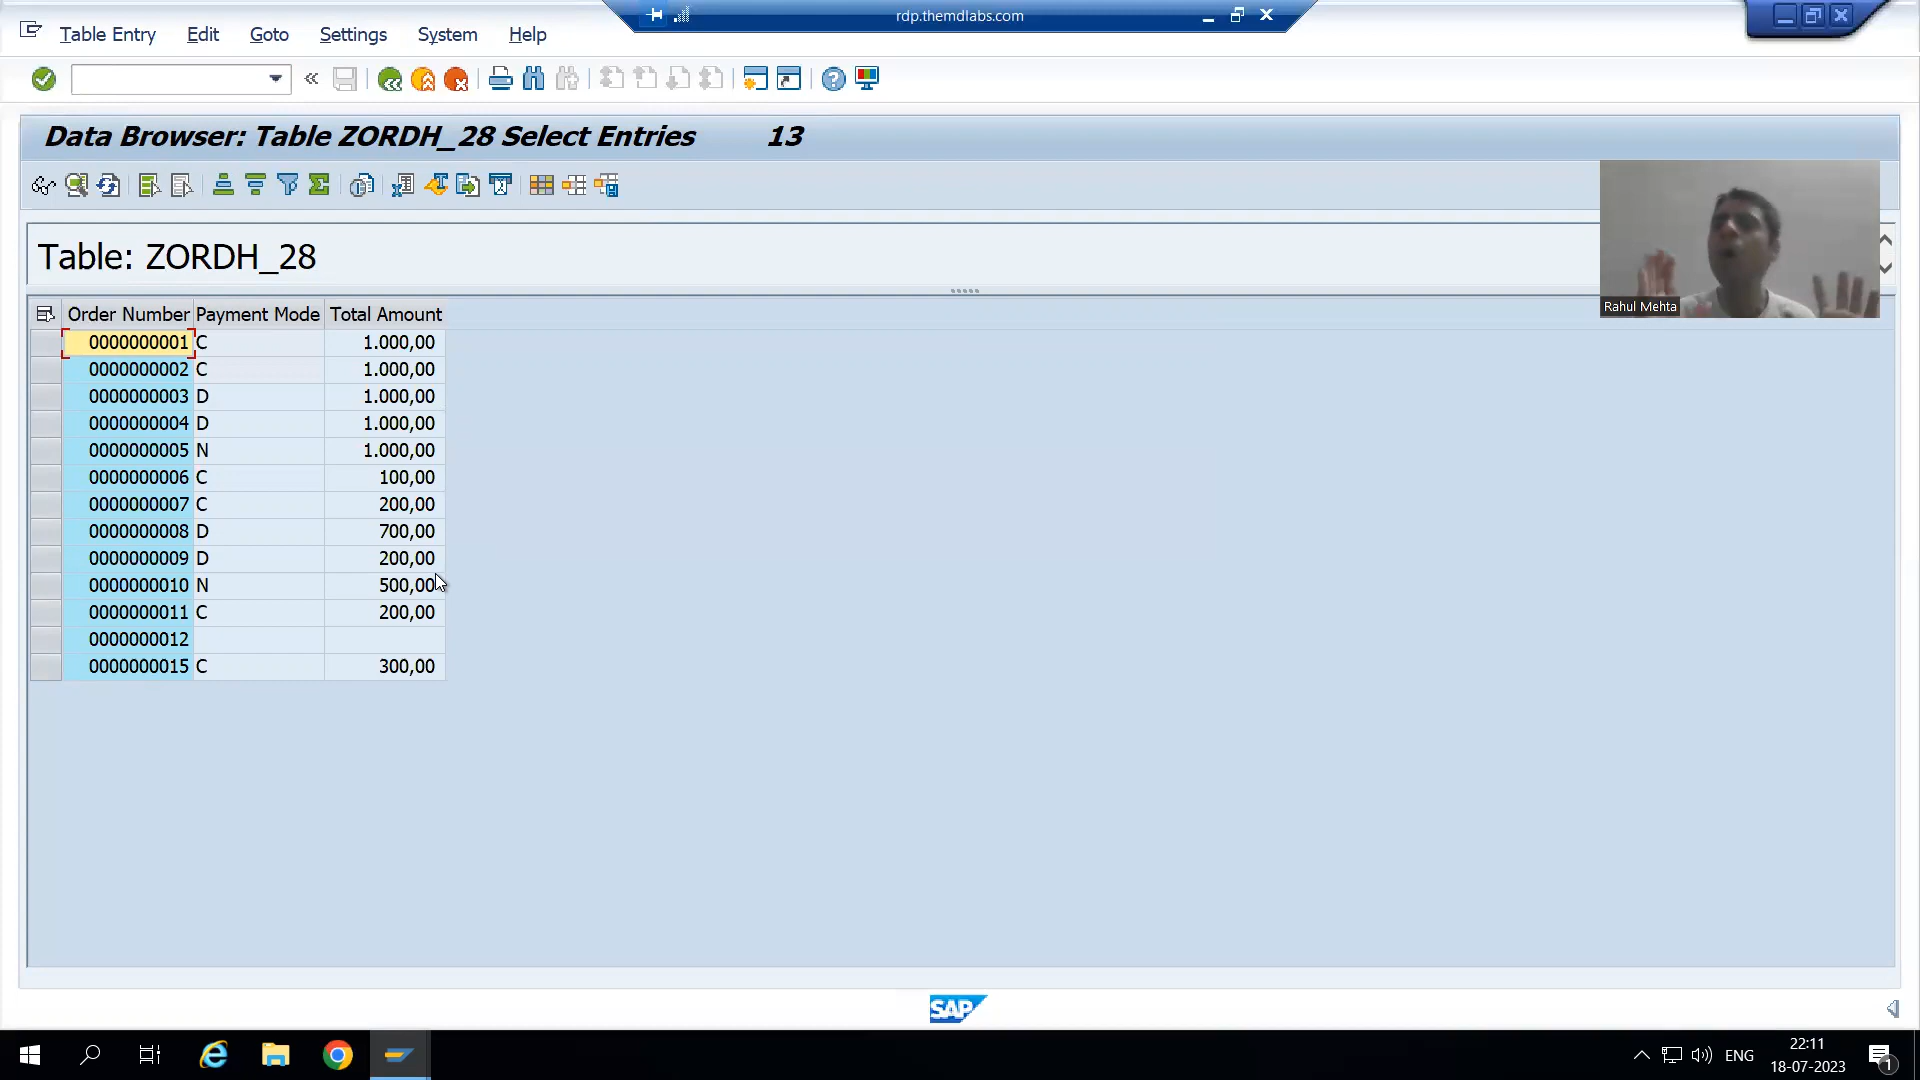 rdp.themdlabs.com
Table Entry Edit Goto Settings System Help
Data Browser: Table ZORDH_28 Select Entries 13
Table: ZORDH_28
Rahul Mehta
Order Number Payment Mode Total Amount
0000000001 C 1.000,00
0000000002 C 1.000,00
0000000003 D 1.000,00
0000000004 D 1.000,00
0000000005 N 1.000,00
0000000006 C 100,00
0000000007 C 200,00
0000000008 D 700,00
0000000009 D 200,00
0000000010 N 500,00
0000000011 C 200,00
0000000012
0000000015 C 300,00
SAP
ENG
22:11
18-07-2023
1